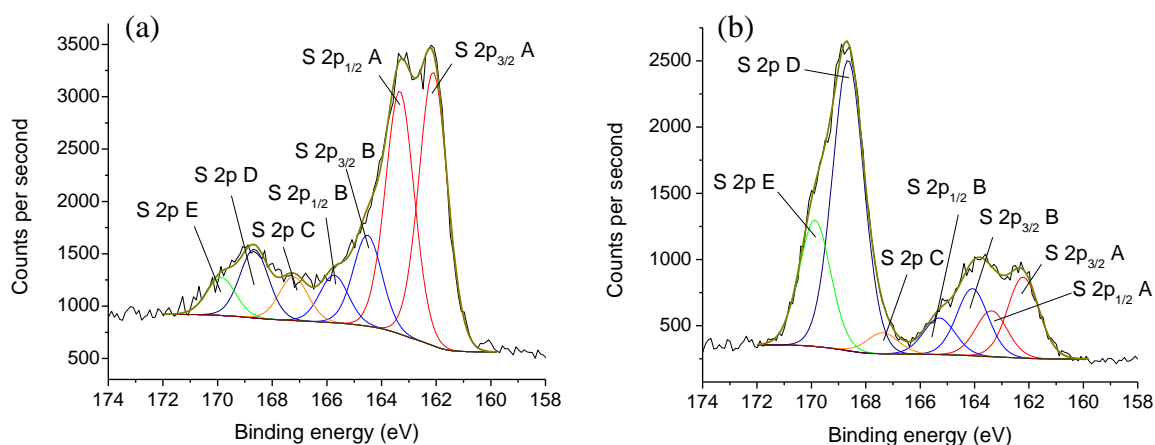 (a)
3500
3000
2500
2000
1500
1000
500
174 172 170 168 166 164 162 160 158
Counts per second
Binding energy (eV)
S 2p1/2 A
S 2p3/2 A
S 2p3/2 B
S 2p1/2 B
S 2p D
S 2p E
S 2p C
(b)
2500
2000
1500
1000
500
174 172 170 168 166 164 162 160 158
Counts per second
Binding energy (eV)
S 2p D
S 2p E
S 2p1/2 B
S 2p3/2 B
S 2p C
S 2p3/2 A
S 2p1/2 A